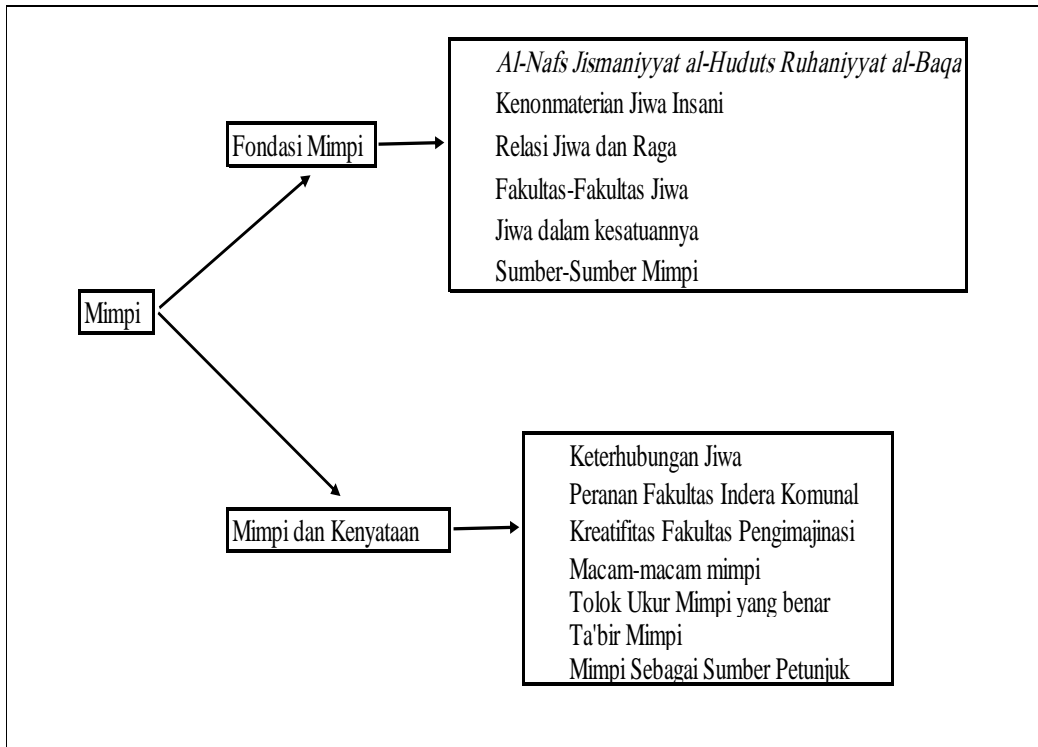 Mimpi
Fondasi Mimpi
Al-Nafs Jismaniyyat al-Huduts Ruhaniyyat al-Baqa
Kenonmaterian Jiwa Insani
Relasi Jiwa dan Raga
Fakultas-Fakultas Jiwa
Jiwa dalam kesatuannya
Sumber-Sumber Mimpi
Mimpi dan Kenyataan
Keterhubungan Jiwa
Peranan Fakultas Indera Komunal
Kreatifitas Fakultas Pengimajinasi
Macam-macam mimpi
Tolok Ukur Mimpi yang benar
Ta'bir Mimpi
Mimpi Sebagai Sumber Petunjuk